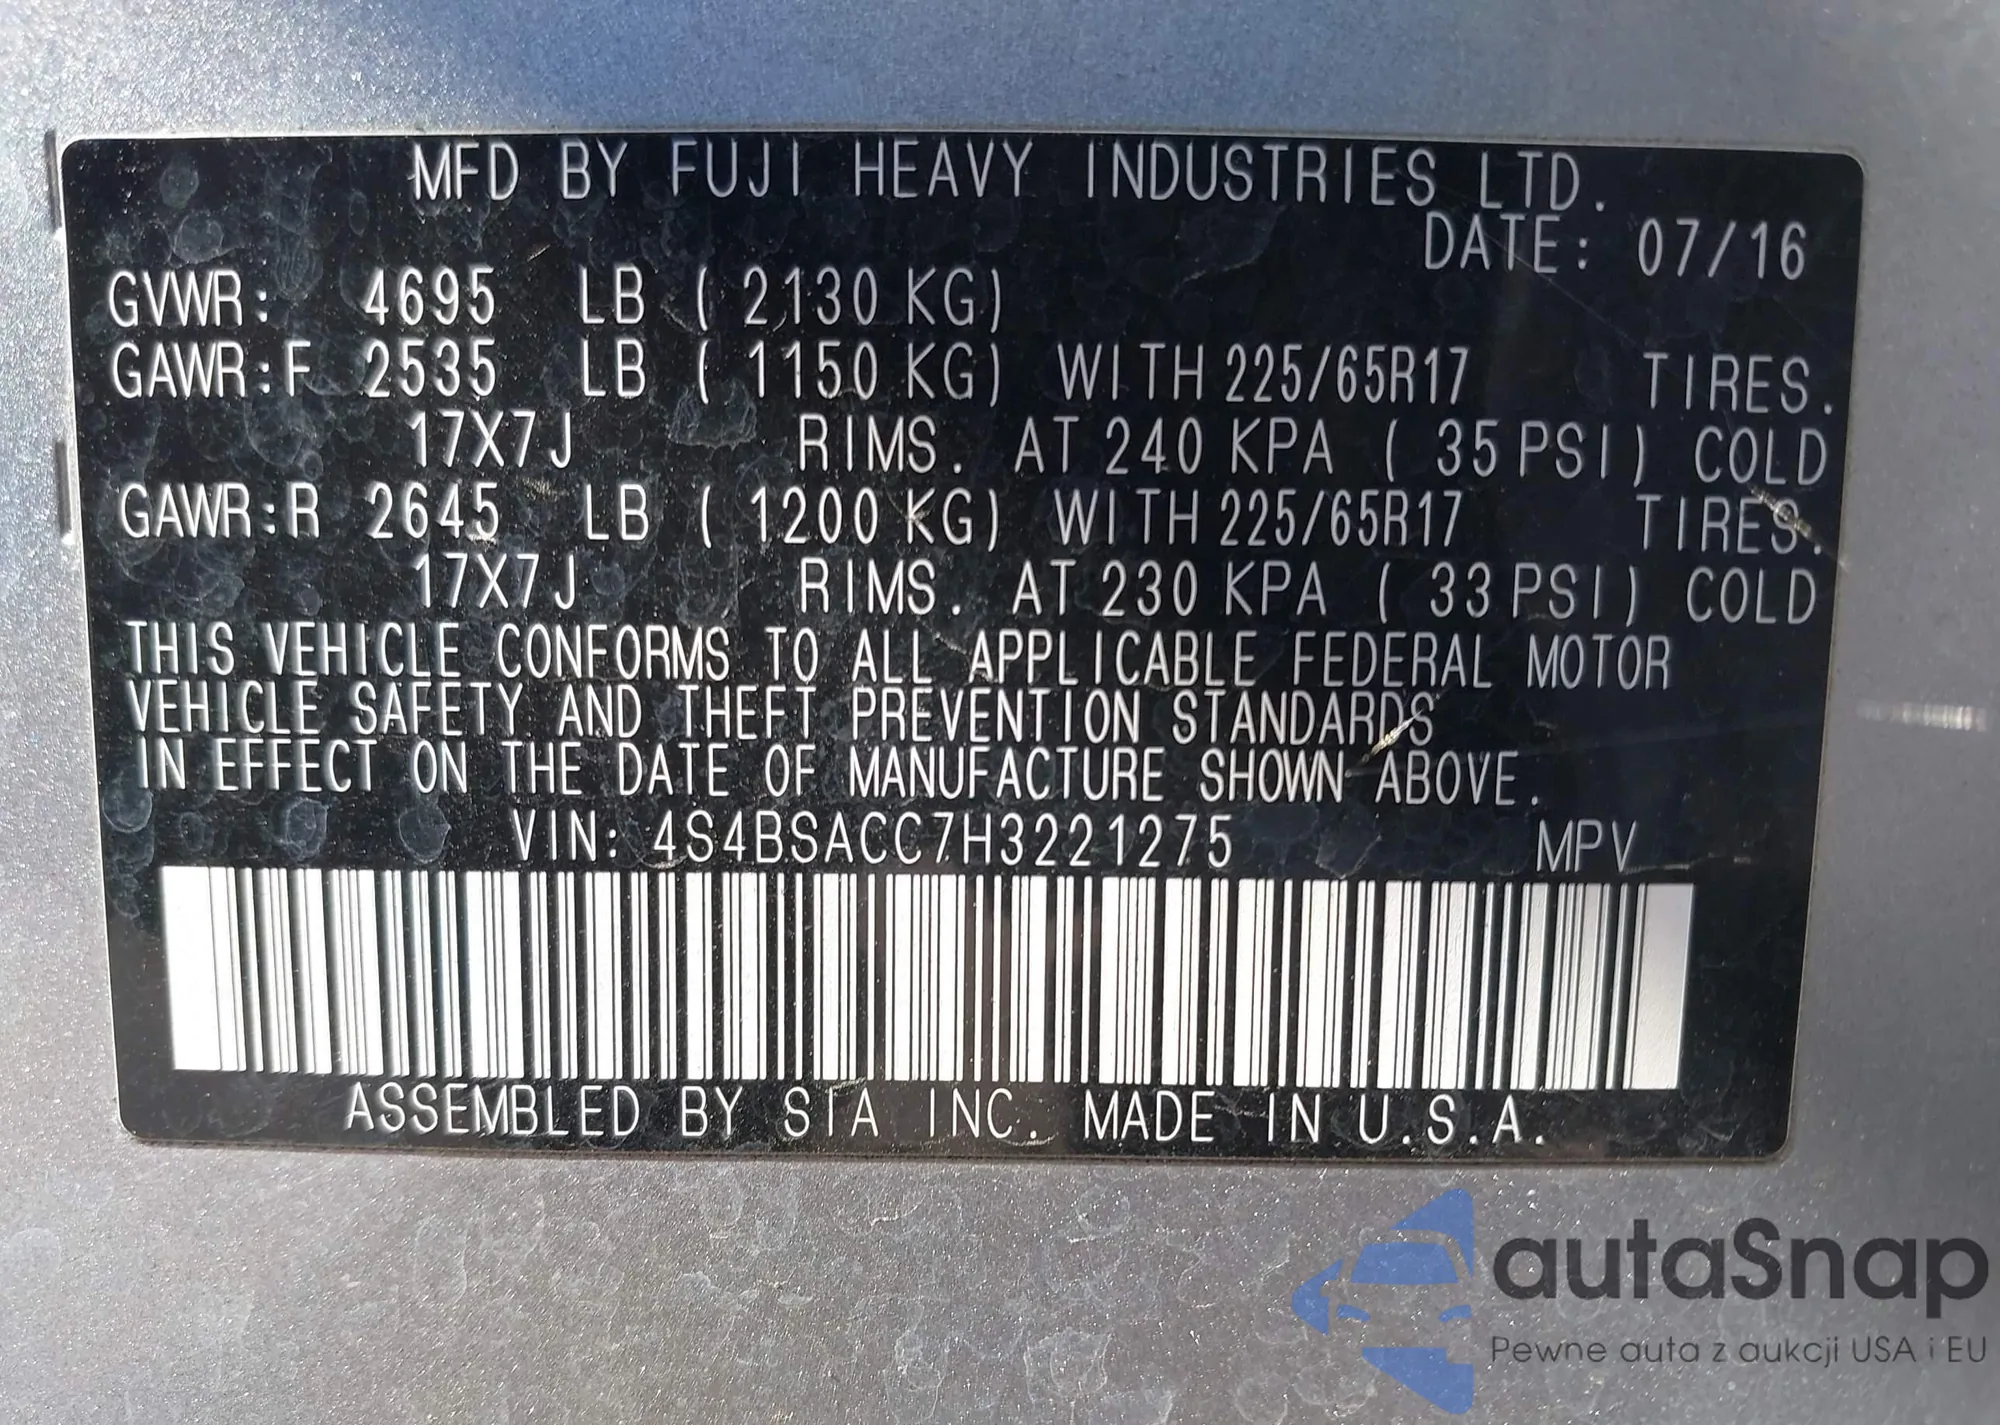 MFD BY FUJI HEAVY INDUSTRIES LTD.
DATE: 07/16
GVWR: 4695 LB ( 2130 KG)
GAWR:F 2535 LB ( 1150 KG) WITH 225/65R17 TIRES.
17X7J RIMS. AT 240 KPA ( 35 PSI) COLD
GAWR:R 2645 LB ( 1200 KG) WITH 225/65R17 TIRES.
17X7J RIMS. AT 230 KPA ( 33 PSI) COLD
THIS VEHICLE CONFORMS TO ALL APPLICABLE FEDERAL MOTOR
VEHICLE SAFETY AND THEFT PREVENTION STANDARDS
IN EFFECT ON THE DATE OF MANUFACTURE SHOWN ABOVE.
VIN: 4S4BSACC7H3221275 MPV
ASSEMBLED BY SIA INC. MADE IN U.S.A.
autaSnap
Pewne auta z aukcji USA i EU